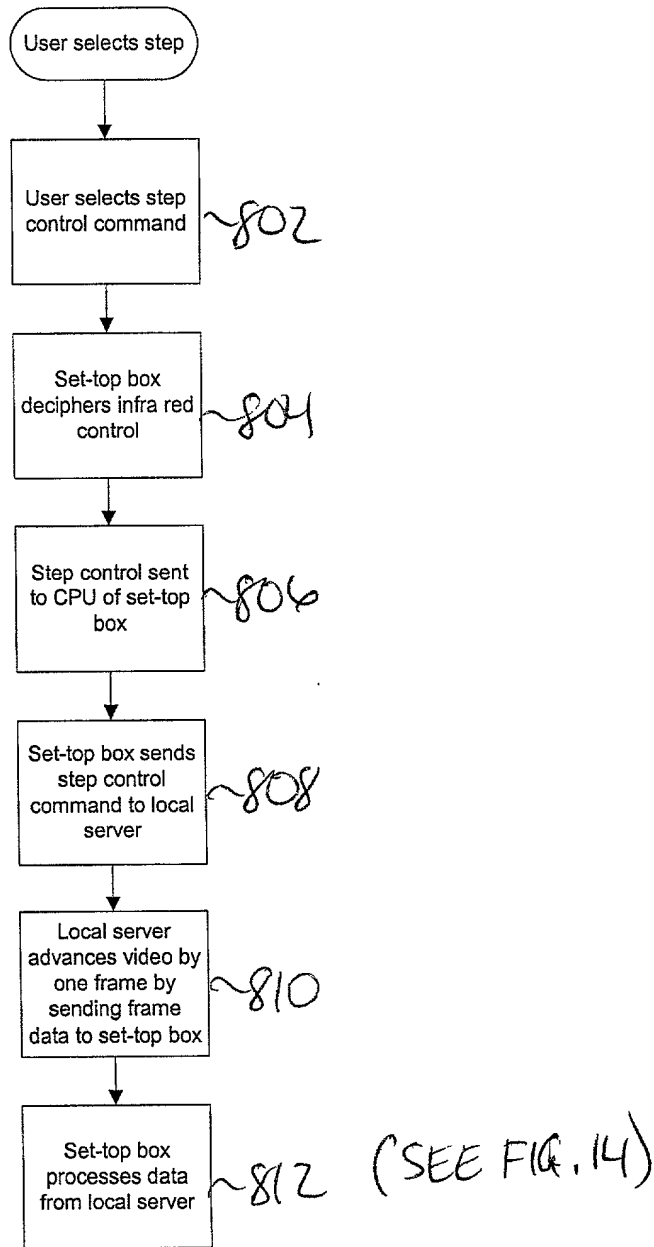 User selects step
User selects step
control command
802
Set-top box
deciphers infra red
control
804
Step control sent
to CPU of set-top
box
806
Set-top box sends
step control
command to local
server
808
Local server
advances video by
one frame by
sending frame
data to set-top box
810
Set-top box
processes data
from local server
812 (SEE FIG. 14)